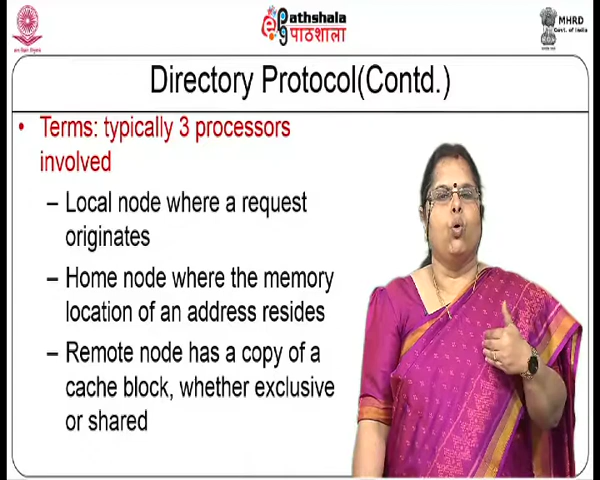 Pathshala
पाठशाला
MHRD
Govt. of India
Directory Protocol(Contd.)
• Terms: typically 3 processors
involved
– Local node where a request
originates
– Home node where the memory
location of an address resides
– Remote node has a copy of a
cache block, whether exclusive
or shared